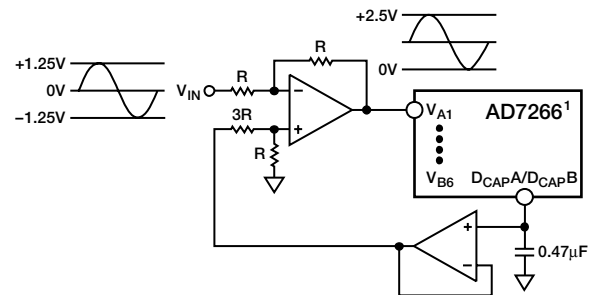 +2.5V
0V
+1.25V
0V
–1.25V
VIN
R
R
3R
R
–
+
VA1
AD7266¹
VB6
DCAPA/DCAPB
+
–
0.47µF